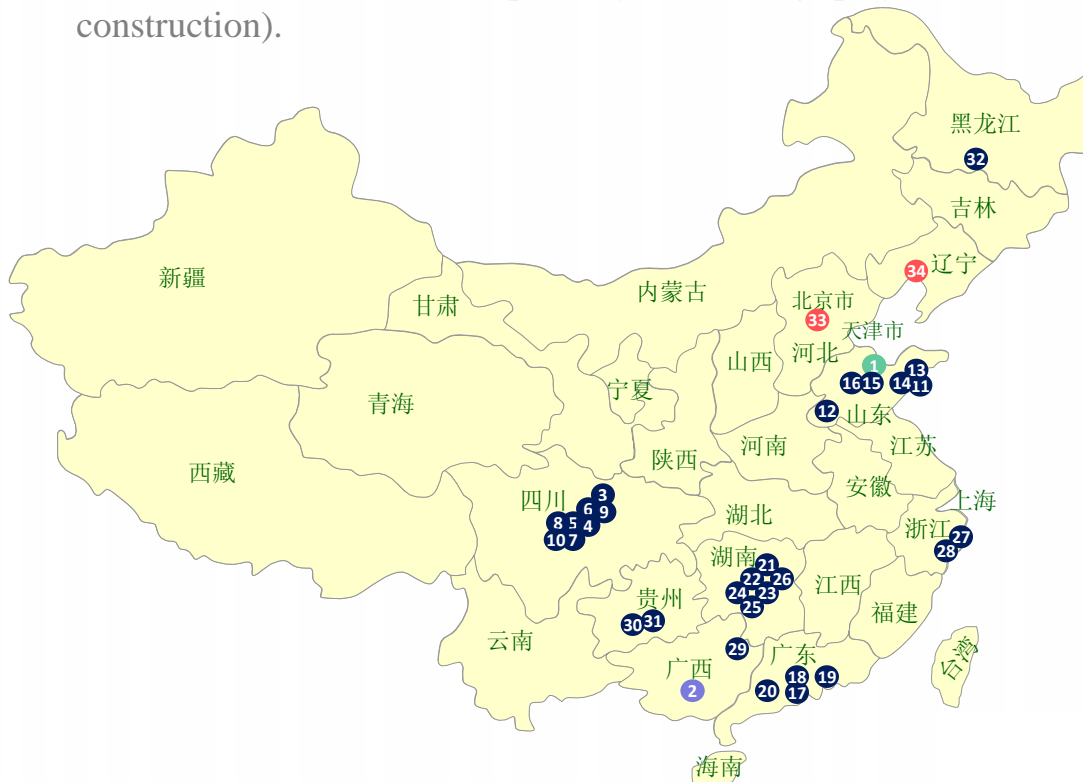 construction).
黑龙江
32
吉林
辽宁
34
新疆
内蒙古
甘肃
北京市
33
天津市
河北
山西
1
13
16
15
14
11
宁夏
青海
12
山东
河南
江苏
陕西
西藏
安徽
四川
3
上海
6
9
湖北
8
5
4
浙江
27
10
7
28
湖南
21
22
26
江西
24
23
贵州
25
福建
30
31
云南
29
广东
台湾
广西
18
19
2
20
17
海南